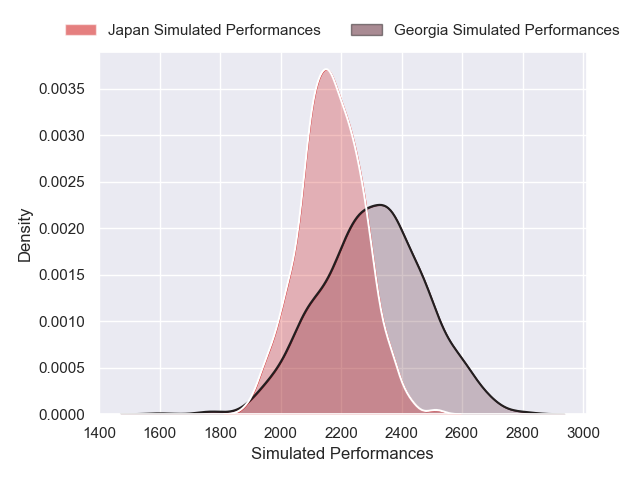 Japan Simulated Performances
Georgia Simulated Performances
Density
0.0035
0.0030
0.0025
0.0020
0.0015
0.0010
0.0005
0.0000
1400 1600 1800 2000 2200 2400 2600 2800 3000
Simulated Performances